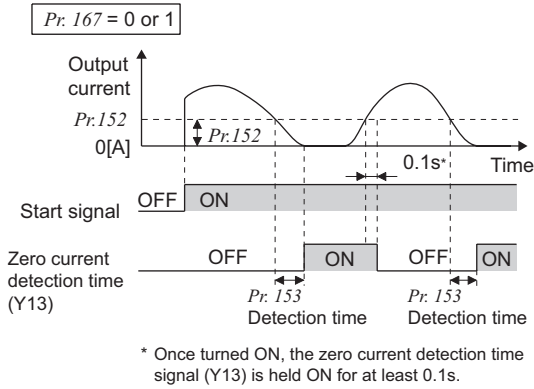 Pr. 167 = 0 or 1
Output
current
Pr.152
Pr.152
0[A]
0.1s*
Time
OFF
ON
Start signal
Zero current
detection time
(Y13)
OFF
ON
OFF
ON
Pr. 153
Detection time
Pr. 153
Detection time
* Once turned ON, the zero current detection time
signal (Y13) is held ON for at least 0.1s.